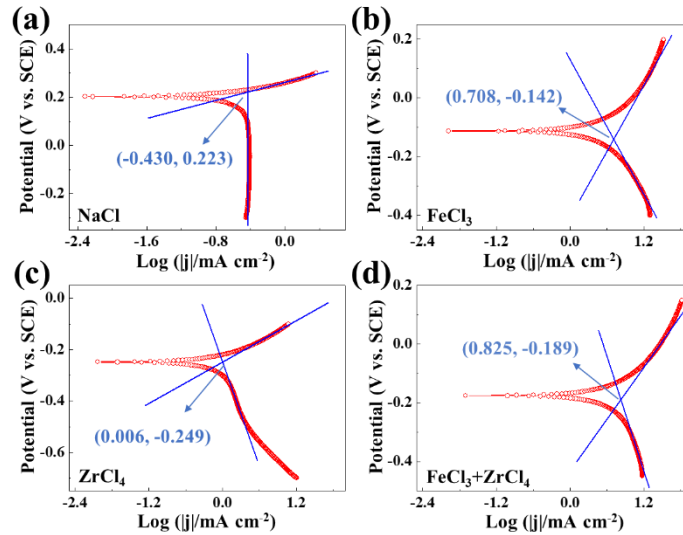 (a)
0.4
0.2
0.0
-0.2
Potential (V vs. SCE)
(-0.430, 0.223)
NaCl
-2.4 -1.6 -0.8 0.0
Log (|j|/mA cm-2)
(b)
0.2
0.0
-0.2
-0.4
Potential (V vs. SCE)
(0.708, -0.142)
FeCl3
-2.4 -1.2 0.0 1.2
Log (|j|/mA cm-2)
(c)
0.0
-0.2
-0.4
-0.6
Potential (V vs. SCE)
(0.006, -0.249)
ZrCl4
-2.4 -1.2 0.0 1.2
Log (|j|/mA cm-2)
(d)
0.2
0.0
-0.2
-0.4
Potential (V vs. SCE)
(0.825, -0.189)
FeCl3+ZrCl4
-2.4 -1.2 0.0 1.2
Log (|j|/mA cm-2)